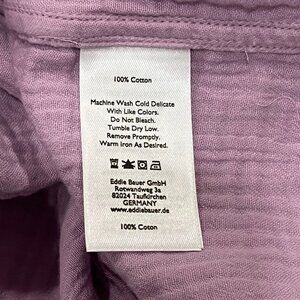 100% Cotton
Machine Wash Cold Delicate
With Like Colors.
Do Not Bleach.
Tumble Dry Low.
Remove Promptly.
Warm Iron As Desired.
Eddie Bauer GmbH
Rotwandweg 3a
82024 Taufkirchen
GERMANY
www.eddiebauer.de
100% Coton